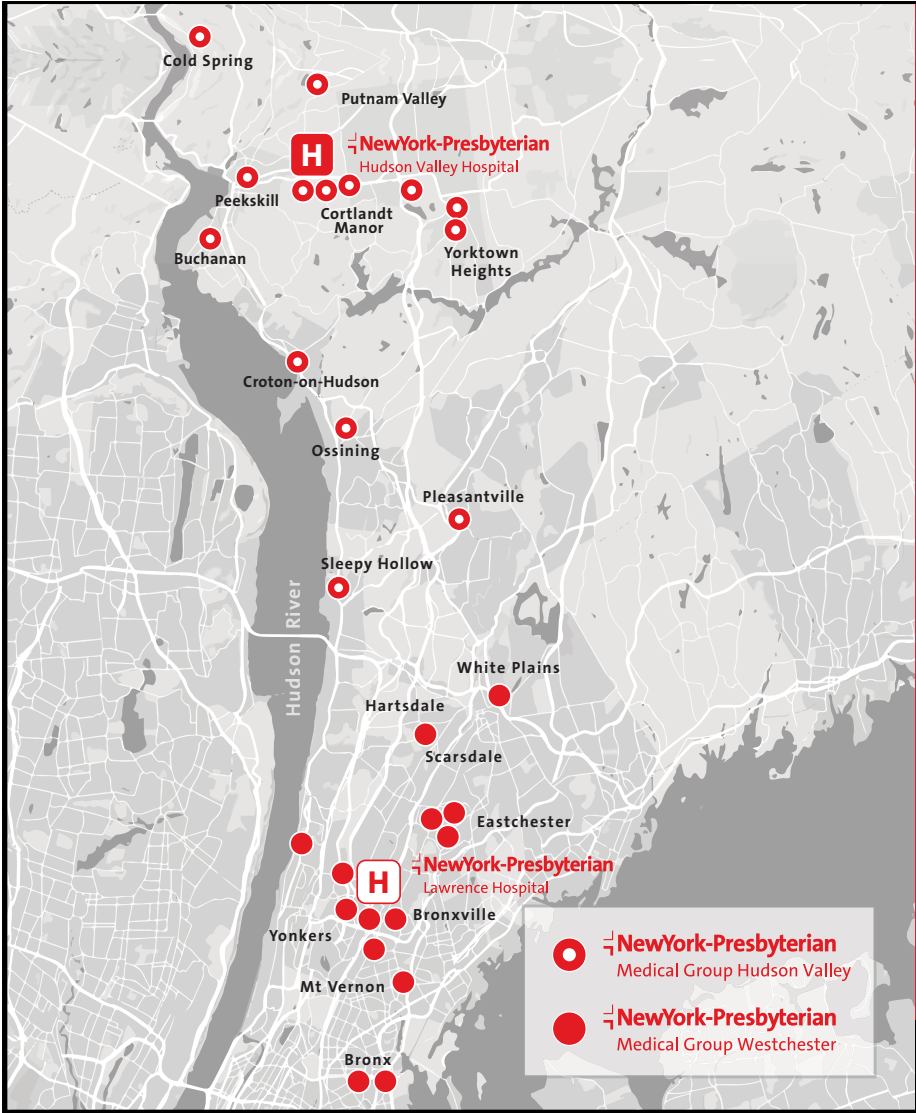 Cold Spring
Putnam Valley
H
NewYork-Presbyterian
Hudson Valley Hospital
Peekskill
Cortlandt
Manor
Buchanan
Yorktown
Heights
Croton-on-Hudson
Ossining
Pleasantville
Sleepy Hollow
Hudson River
White Plains
Hartsdale
Scarsdale
Eastchester
H
NewYork-Presbyterian
Lawrence Hospital
Bronxville
Yonkers
Mt Vernon
Bronx
NewYork-Presbyterian
Medical Group Hudson Valley
NewYork-Presbyterian
Medical Group Westchester